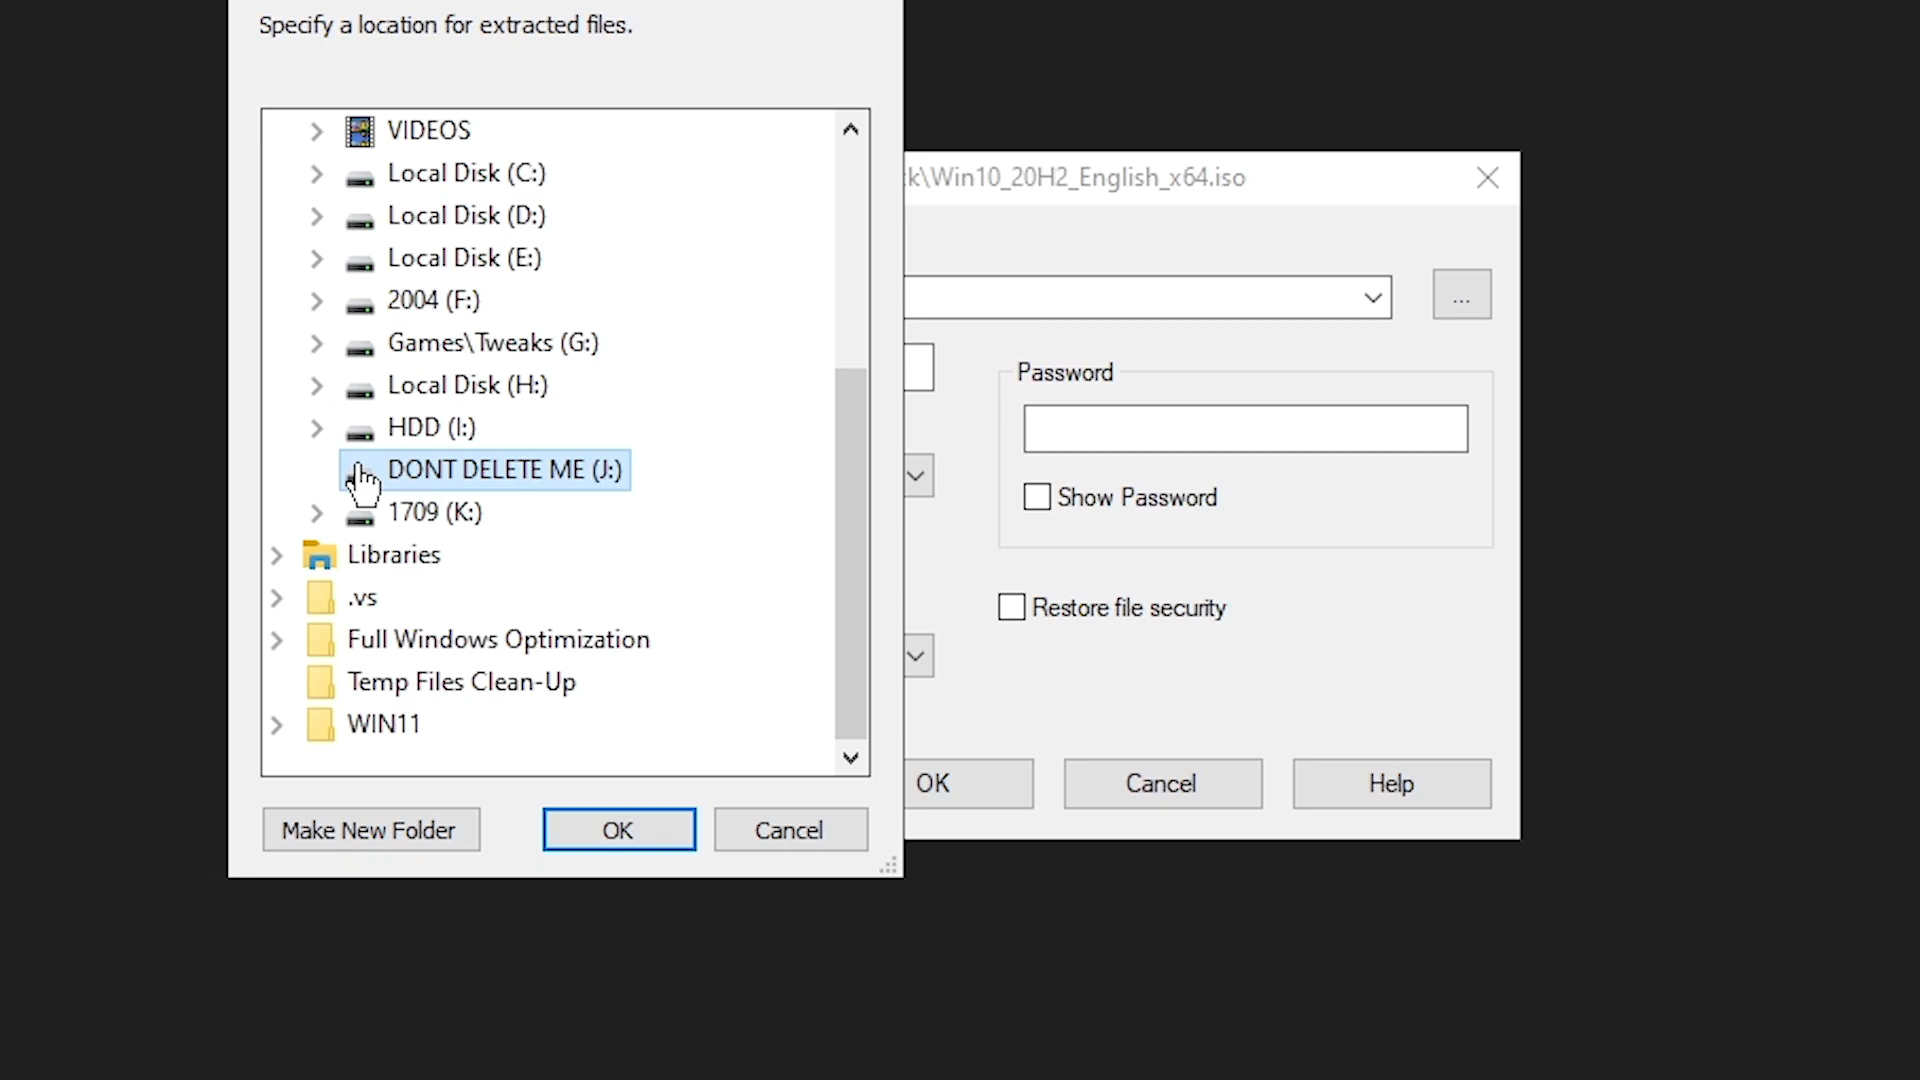 Specify a location for extracted files.
VIDEOS
Local Disk (C:)
Local Disk (D:)
Local Disk (E:)
2004 (F:)
Games\Tweaks (G:)
Local Disk (H:)
HDD (I:)
DONT DELETE ME (J:)
1709 (K:)
Libraries
.vs
Full Windows Optimization
Temp Files Clean-Up
WIN11
Make New Folder
OK
Cancel
k\Win10_20H2_English_x64.iso
...
Password
Show Password
Restore file security
OK
Cancel
Help